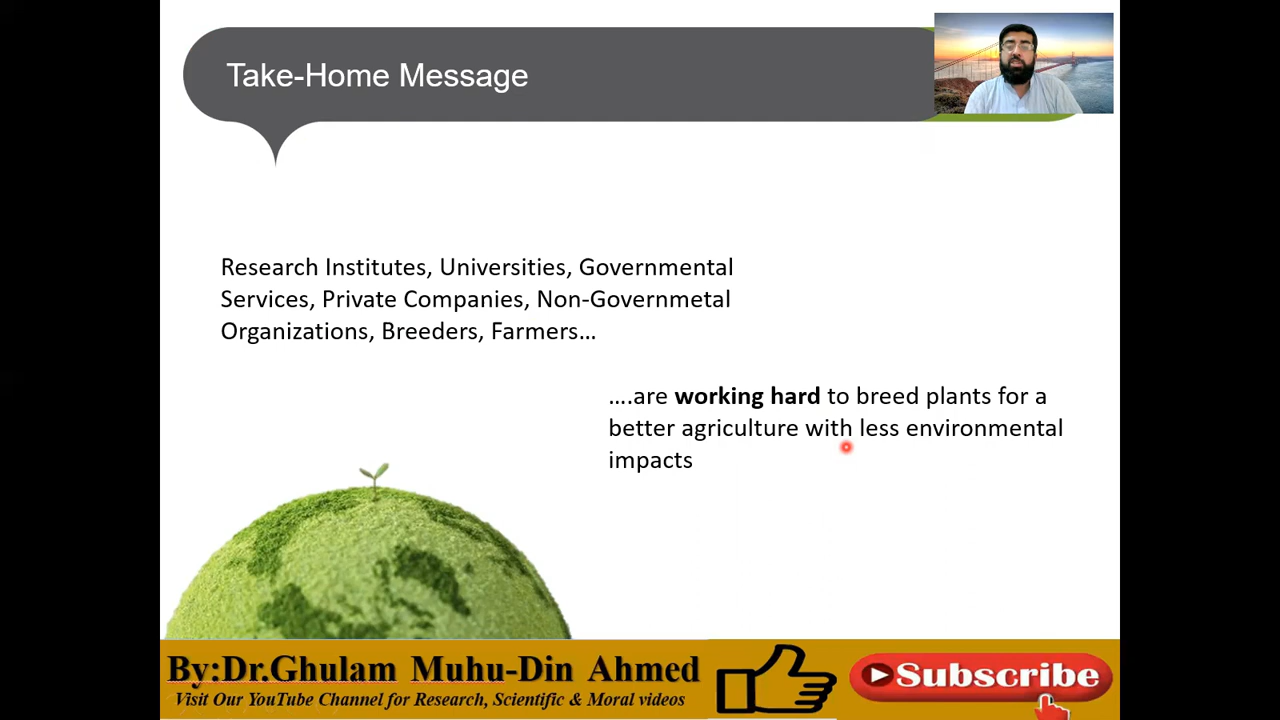 Take-Home Message
Research Institutes, Universities, Governmental
Services, Private Companies, Non-Governmetal
Organizations, Breeders, Farmers…
….are working hard to breed plants for a
better agriculture with less environmental
impacts
By:Dr.Ghulam Muhu-Din Ahmed
Visit Our YouTube Channel for Research, Scientific & Moral videos
Subscribe